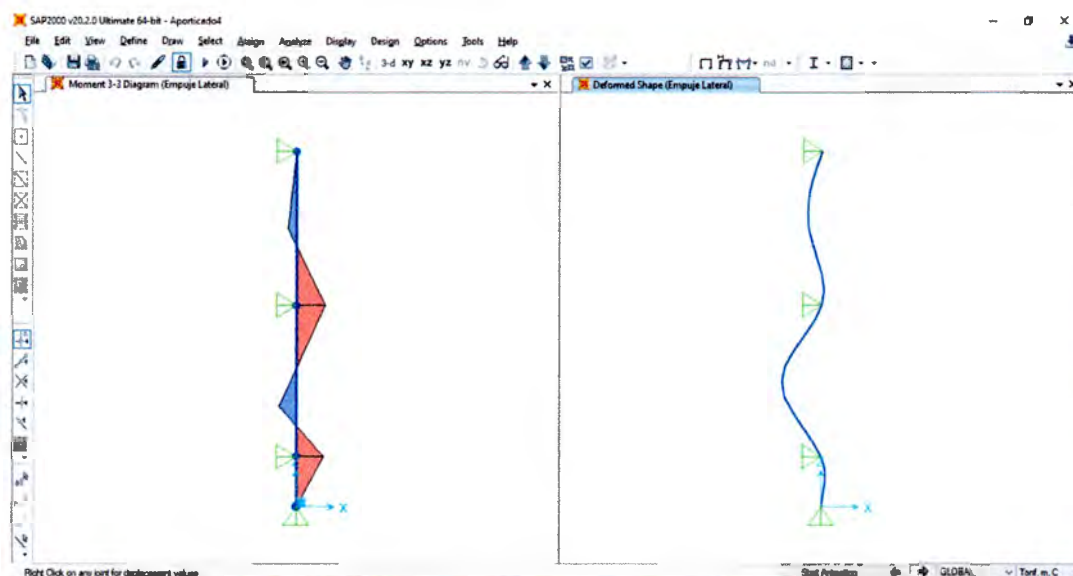 SAP2000 v20.2.0 Ultimate 64-bit - Aporticado4
File Edit View Define Draw Select Assign Analyze Display Design Options Tools Help
3-d xy xz yz nv
nd
Moment 3-3 Diagram (Empuje Lateral)
Deformed Shape (Empuje Lateral)
X
X
Right Click on any joint for displacement values
Start Animation
GLOBAL
Tonf, m, C